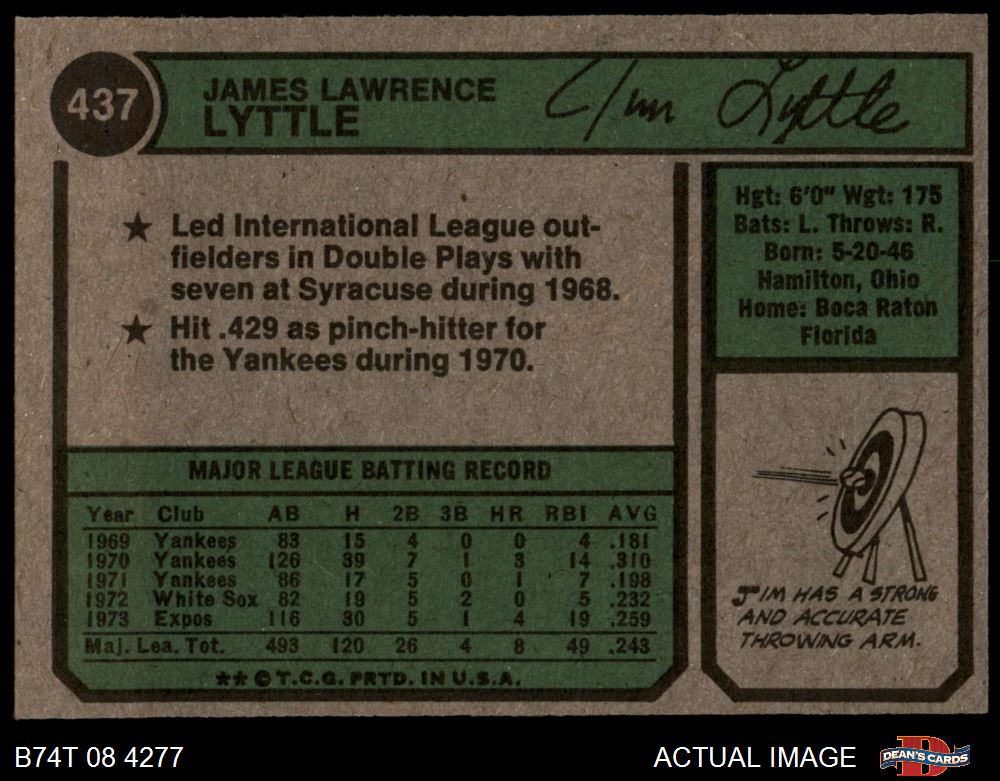 437
JAMES LAWRENCE
LYTTLE
Jim Lyttle
★ Led International League out-
fielders in Double Plays with
seven at Syracuse during 1968.
★ Hit .429 as pinch-hitter for
the Yankees during 1970.
MAJOR LEAGUE BATTING RECORD
Year Club AB H 2B 3B HR RBI AVG
1969 Yankees 83 15 4 0 0 4 .181
1970 Yankees 126 39 7 1 3 14 .310
1971 Yankees 86 17 5 0 1 7 .198
1972 White Sox 82 19 5 2 0 5 .232
1973 Expos 116 30 5 1 4 19 .259
Maj. Lea. Tot. 493 120 26 4 8 49 .243
★★ © T.C.G. PRTD. IN U.S.A.
Hgt: 6'0" Wgt: 175
Bats: L. Throws: R.
Born: 5-20-46
Hamilton, Ohio
Home: Boca Raton
Florida
JIM HAS A STRONG
AND ACCURATE
THROWING ARM.
B74T 08 4277
ACTUAL IMAGE
DEAN'S CARDS